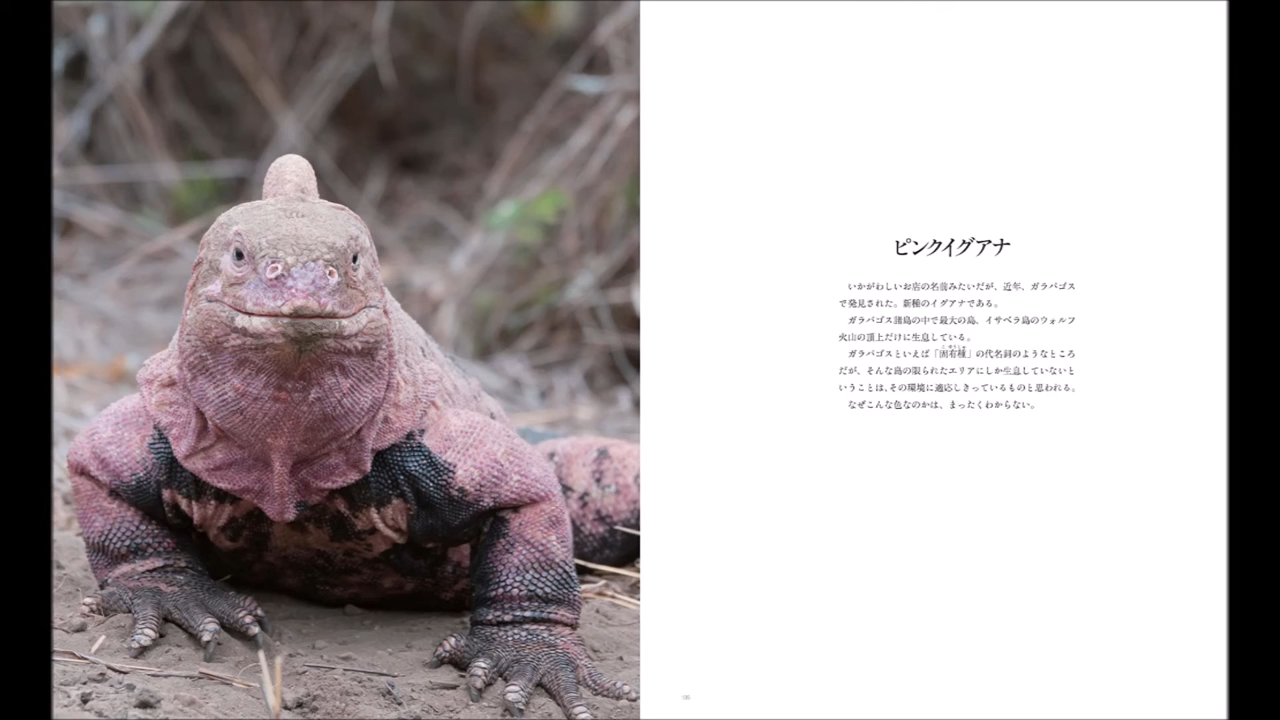 ピンクイグアナ
いかがわしいお店の名前みたいだが、近年、ガラパゴス
で発見された。新種のイグアナである。
ガラパゴス諸島の中で最大の島、イサベラ島のウォルフ
火山の頂上だけに生息している。
ガラパゴスといえば「固有種」の代名詞のようなところ
だが、そんな島の限られたエリアにしか生息していないと
いうことは、その環境に適応しきっているものと思われる。
なぜこんな色なのかは、まったくわからない。